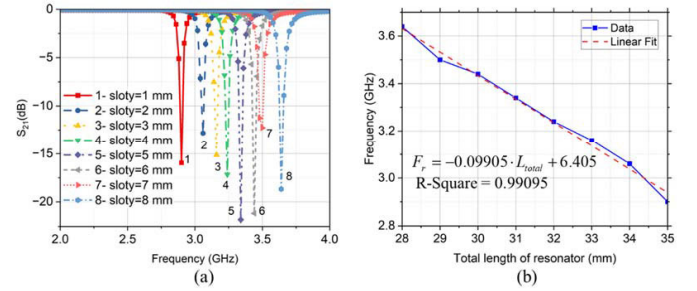 (a)
(b)
0
-5
-10
-15
-20
S21(dB)
1- sloty=1 mm
2- sloty=2 mm
3- sloty=3 mm
4- sloty=4 mm
5- sloty=5 mm
6- sloty=6 mm
7- sloty=7 mm
8- sloty=8 mm
1
2
3
4
5
6
7
8
2.0 2.5 3.0 3.5 4.0
Frequency (GHz)
(a)
Data
Linear Fit
3.6
3.4
3.2
3.0
2.8
Frecuency (GHz)
Fr = −0.09905 · Ltotal + 6.405
R-Square = 0.99095
28 29 30 31 32 33 34 35
Total length of resonator (mm)
(b)